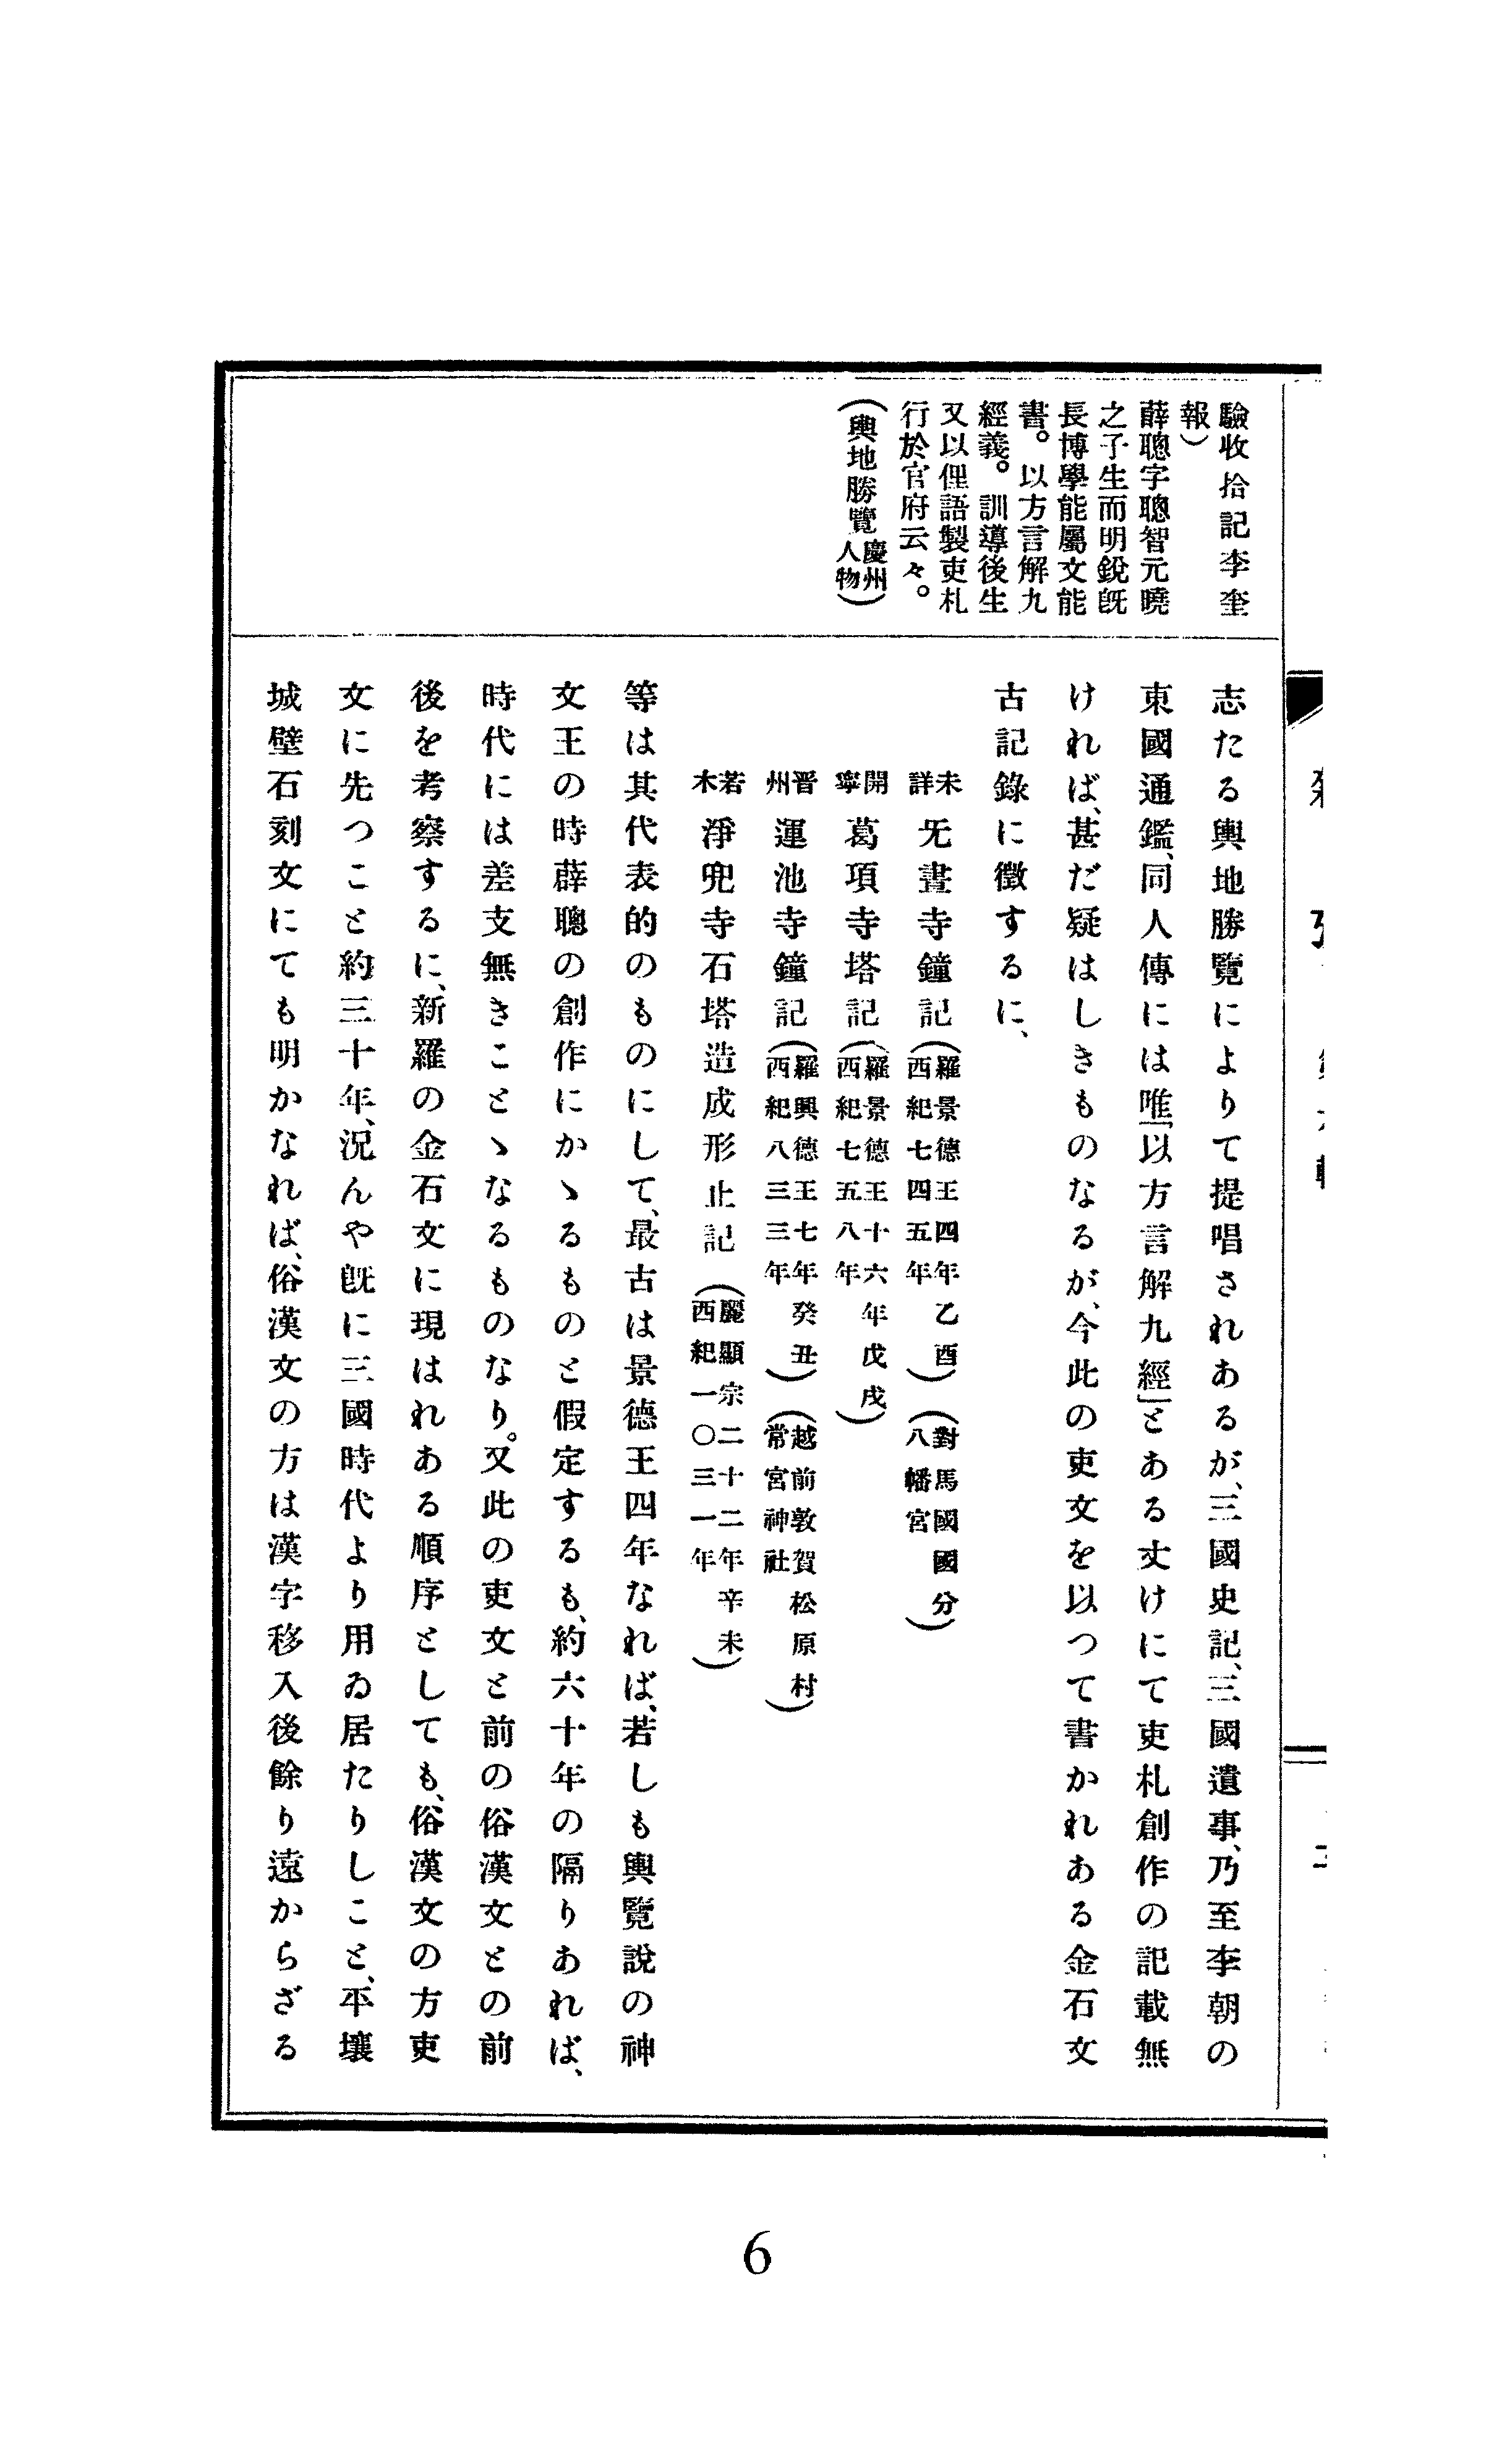 驗收拾記李奎
報)
薛聰字聰智元曉
之子生而明銳既
長博學能屬文能
書。以方言解九
經義。訓導後生
又以俚語製吏札
行於官府云々。
(輿地勝覽慶州人物)
志たる輿地勝覽によりて提唱されあるが、三國史記、三國遺事、乃至李朝の
東國通鑑、同人傳には唯「以方言解九經」とある丈けにて吏札創作の記載無
ければ、甚だ疑はしきものなるが、今此の吏文を以つて書かれある金石文
古記錄に徵するに、
未詳 旡盡寺鐘記(羅景德王四年乙酉西紀七四五年)(對馬國國分八幡宮)
開寧 葛項寺塔記(羅景德王十六年戊戌西紀七五八年)
晋州 運池寺鐘記(羅興德王七年癸丑西紀八三三年)(越前敦賀松原村常宮神社)
若木 淨兜寺石塔造成形止記(麗顯宗二十二年辛未西紀一〇三一年)
等は其代表的のものにして、最古は景德王四年なれば、若しも輿覽說の神
文王の時薛聰の創作にかゝるものと假定するも、約六十年の隔りあれば、
時代には差支無きことゝなるものなり。又此の吏文と前の俗漢文との前
後を考察するに、新羅の金石文に現はれある順序としても、俗漢文の方吏
文に先つこと約三十年、況んや既に三國時代より用ゐ居たりしこと、平壤
城壁石刻文にても明かなれば、俗漢文の方は漢字移入後餘り遠からざる
6